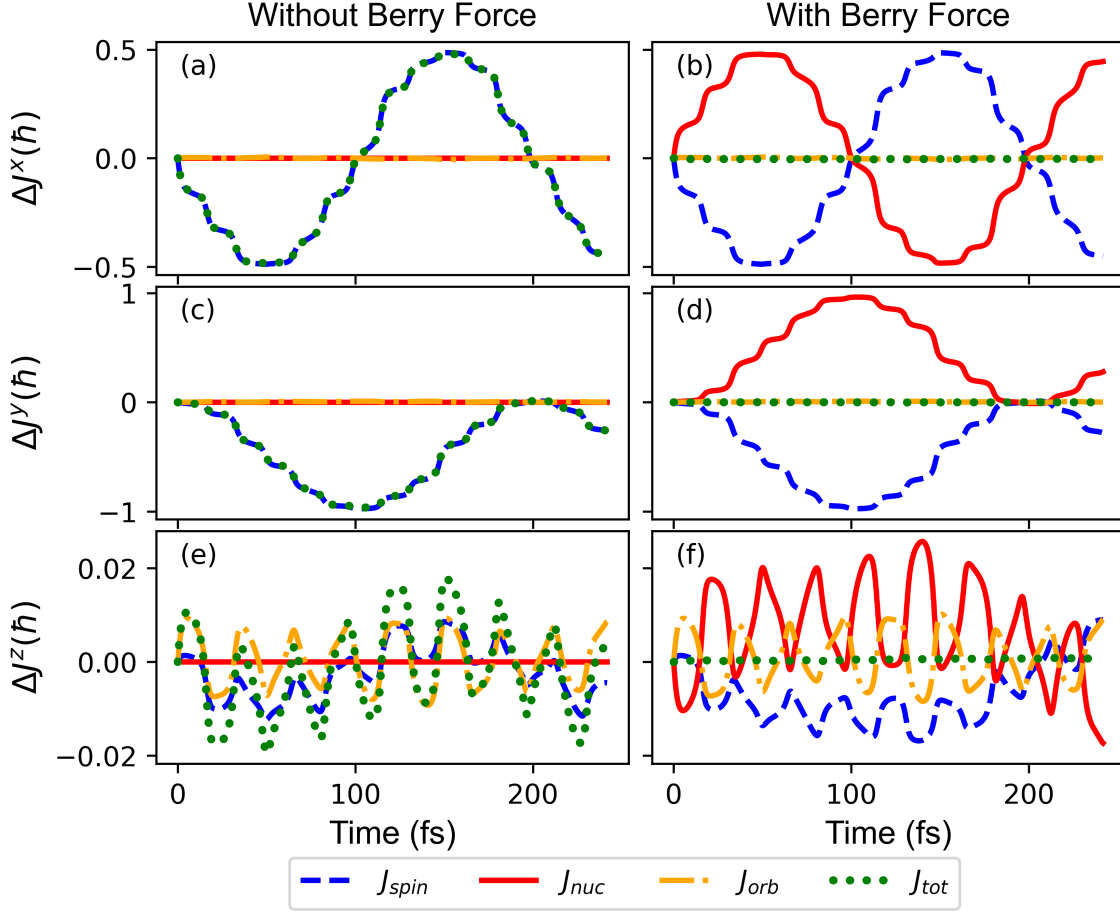 Without Berry Force With Berry Force
ΔJˣ(ħ)
0.5
0.0
−0.5
(a) (b)
ΔJʸ(ħ)
1
0
−1
(c) (d)
ΔJᶻ(ħ)
0.02
0.00
−0.02
(e) (f)
0 100 200 0 100 200
Time (fs) Time (fs)
J_spin J_nuc J_orb J_tot